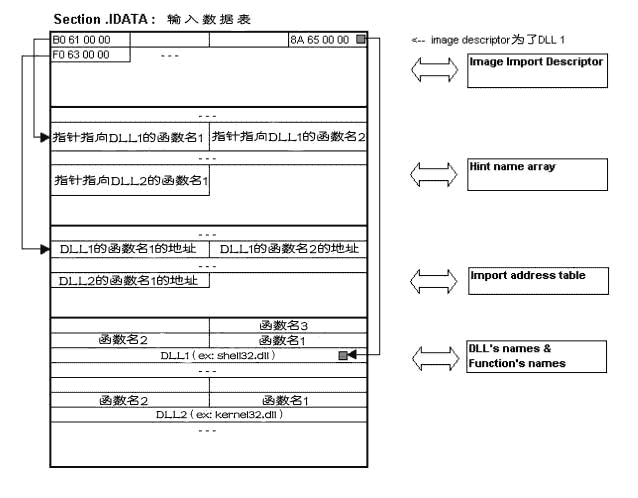 Section .IDATA : 输入数据表
B0 61 00 00 8A 65 00 00 <-- image descriptor为了DLL 1
F0 63 00 00 ---
Image Import Descriptor
---
指针指向DLL1的函数名1 指针指向DLL1的函数名2
---
Hint name array
指针指向DLL2的函数名1
---
DLL1的函数名1的地址 DLL1的函数名2的地址
---
DLL2的函数名1的地址
Import address table
函数名3
函数名2 函数名1
DLL1 ( ex: shell32.dll )
DLL's names &
Function's names
---
函数名2 函数名1
DLL2 ( ex: kernel32.dll )
---